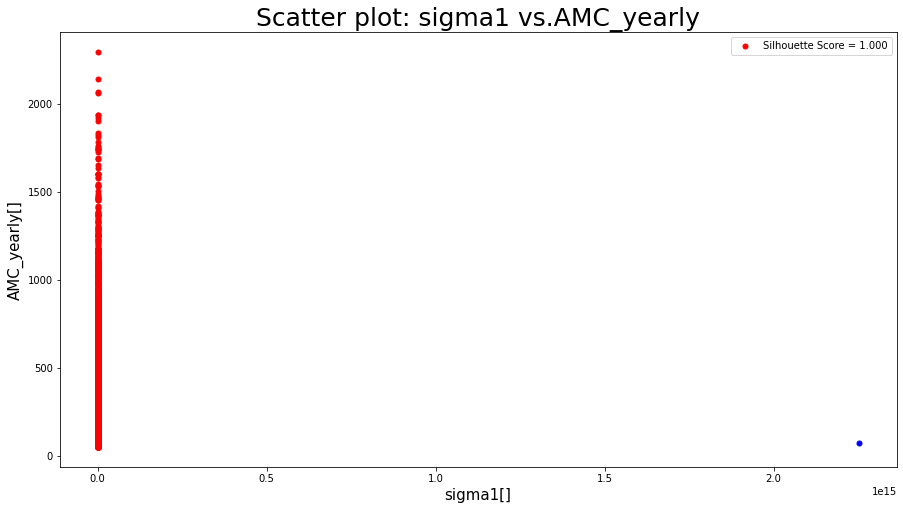 Scatter plot: sigma1 vs.AMC_yearly
Silhouette Score = 1.000
AMC_yearly[]
2000
1500
1000
500
0
0.0
0.5
1.0
1.5
2.0
1e15
sigma1[]